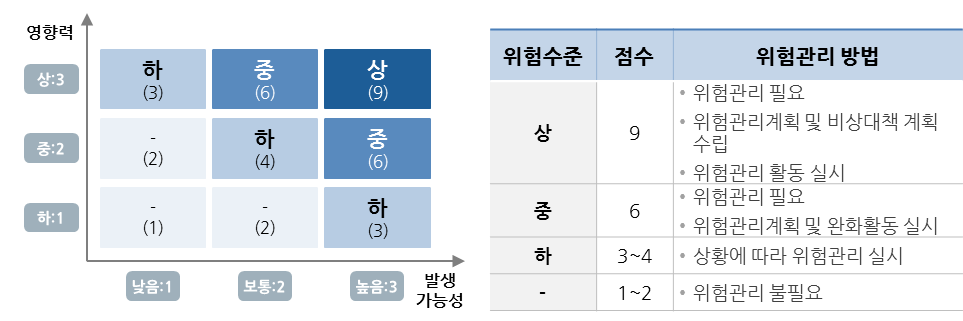 영향력
상:3
하
(3)
중
(6)
상
(9)
중:2
-
(2)
하
(4)
중
(6)
하:1
-
(1)
-
(2)
하
(3)
낮음:1
보통:2
높음:3
발생
가능성
위험수준 점수 위험관리 방법
상 9
• 위험관리 필요
• 위험관리계획 및 비상대책 계획
수립
• 위험관리 활동 실시
중 6
• 위험관리 필요
• 위험관리계획 및 완화활동 실시
하 3~4 • 상황에 따라 위험관리 실시
- 1~2 • 위험관리 불필요